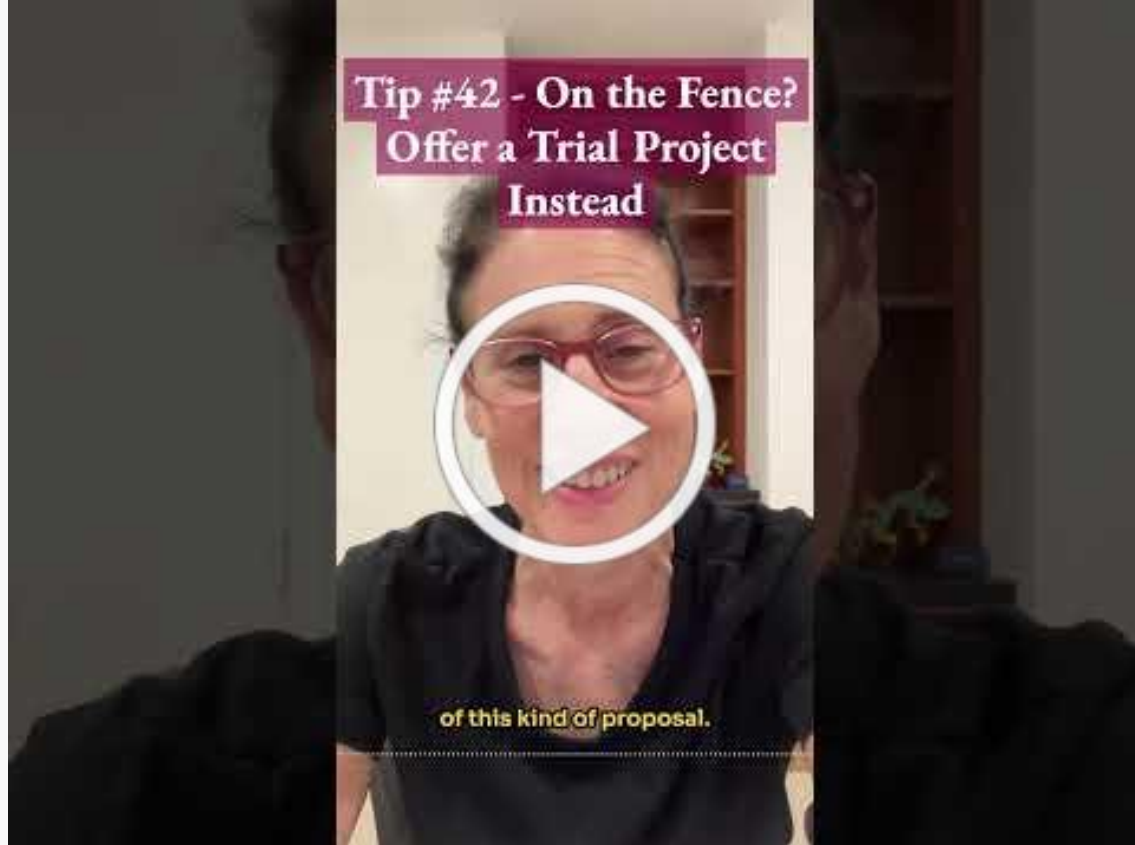 Tip #42 - On the Fence?
Offer a Trial Project
Instead
of this kind of proposal.